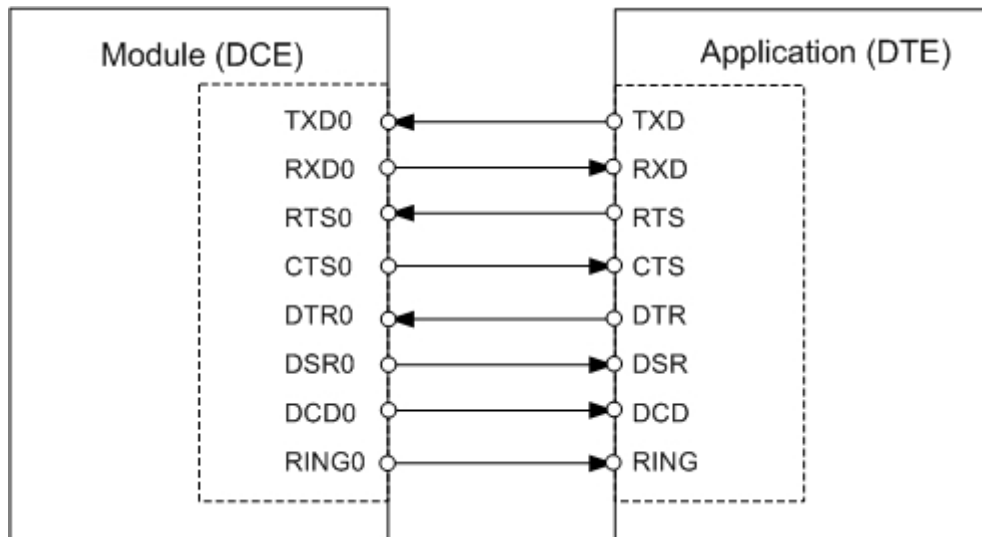 Module (DCE)
Application (DTE)
TXD0
TXD
RXD0
RXD
RTS0
RTS
CTS0
CTS
DTR0
DTR
DSR0
DSR
DCD0
DCD
RING0
RING